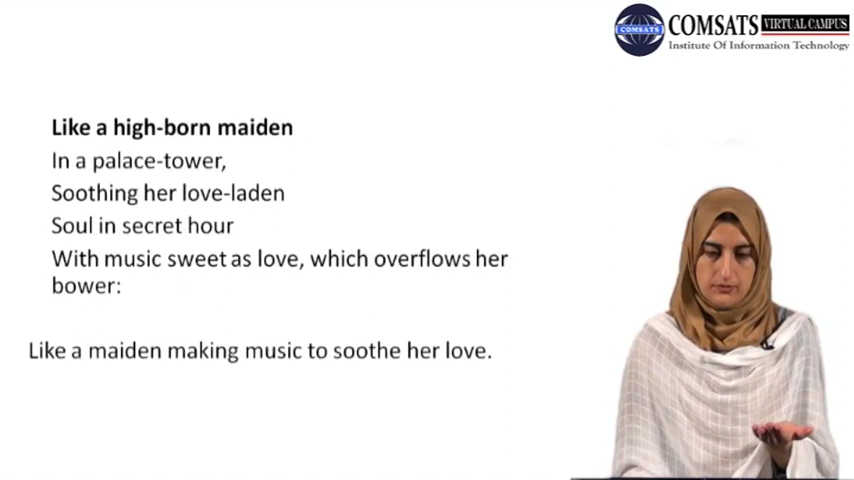 COMSATS VIRTUAL CAMPUS
COMSATS
Institute Of Information Technology
Like a high-born maiden
In a palace-tower,
Soothing her love-laden
Soul in secret hour
With music sweet as love, which overflows her
bower:
Like a maiden making music to soothe her love.